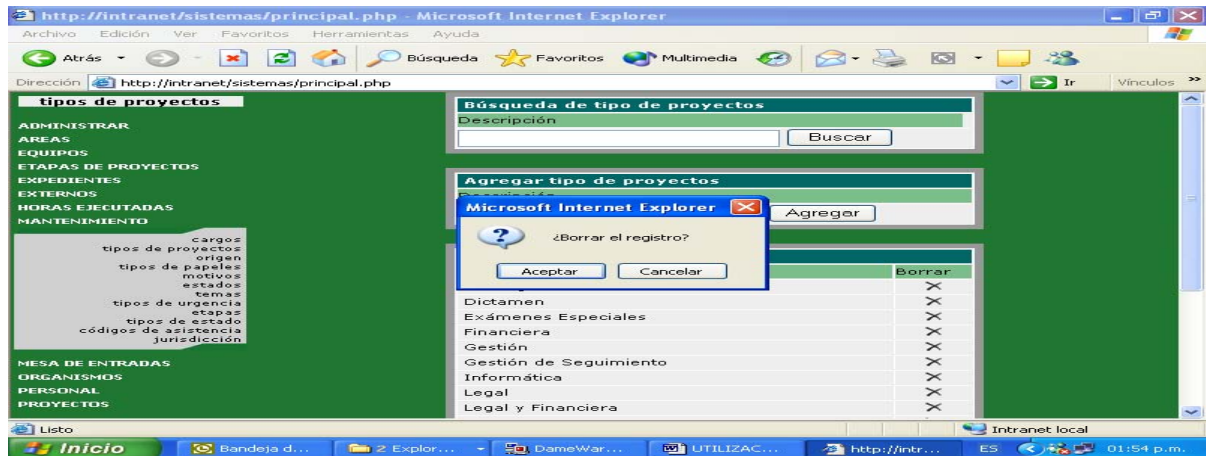 http://intranet/sistemas/principal.php - Microsoft Internet Explorer
Archivo Edición Ver Favoritos Herramientas Ayuda
Atrás Búsqueda Favoritos Multimedia
Dirección http://intranet/sistemas/principal.php Ir Vínculos »
tipos de proyectos
ADMINISTRAR
AREAS
EQUIPOS
ETAPAS DE PROYECTOS
EXPEDIENTES
EXTERNOS
HORAS EJECUTADAS
MANTENIMIENTO
cargos
tipos de proyectos
origen
tipos de papeles
motivos
estados
temas
tipos de urgencia
etapas
tipos de estado
códigos de asistencia
jurisdicción
MESA DE ENTRADAS
ORGANISMOS
PERSONAL
PROYECTOS
Búsqueda de tipo de proyectos
Descripción
Buscar
Agregar tipo de proyectos
Agregar
Microsoft Internet Explorer
¿Borrar el registro?
Aceptar Cancelar
Borrar
Dictamen
Exámenes Especiales
Financiera
Gestión
Gestión de Seguimiento
Informática
Legal
Legal y Financiera
Listo Intranet local
Inicio Bandeja d... 2 Explor... DameWar... UTILIZAC... http://intr... ES 01:54 p.m.